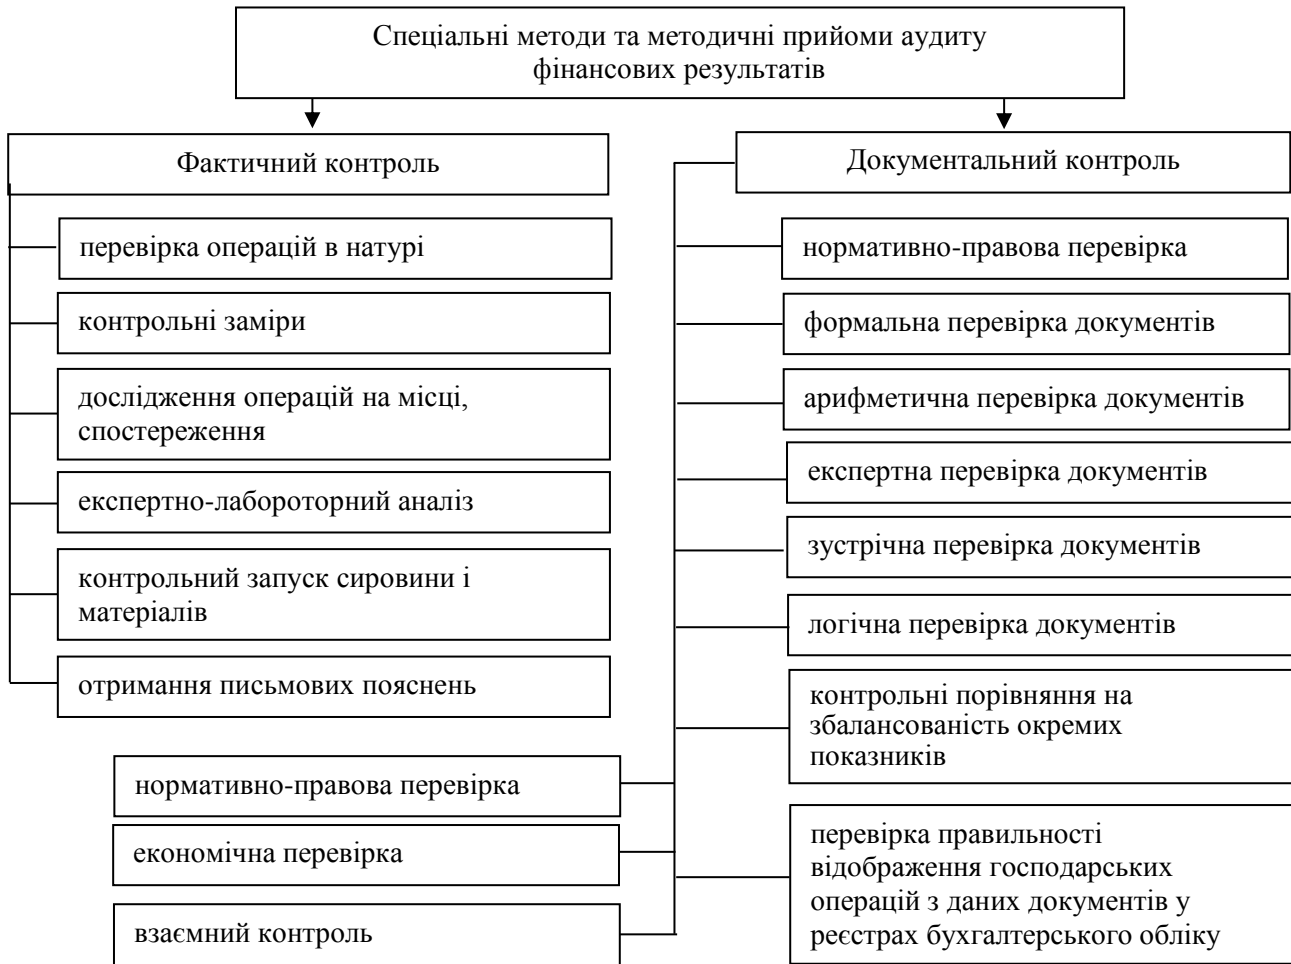 Спеціальні методи та методичні прийоми аудиту
фінансових результатів
Фактичний контроль
Документальний контроль
перевірка операцій в натурі
контрольні заміри
дослідження операцій на місці,
спостереження
експертно-лабороторний аналіз
контрольний запуск сировини і
матеріалів
отримання письмових пояснень
нормативно-правова перевірка
формальна перевірка документів
арифметична перевірка документів
експертна перевірка документів
зустрічна перевірка документів
логічна перевірка документів
контрольні порівняння на
збалансованість окремих
показників
перевірка правильності
відображення господарських
операцій з даних документів у
реєстрах бухгалтерського обліку
нормативно-правова перевірка
економічна перевірка
взаємний контроль